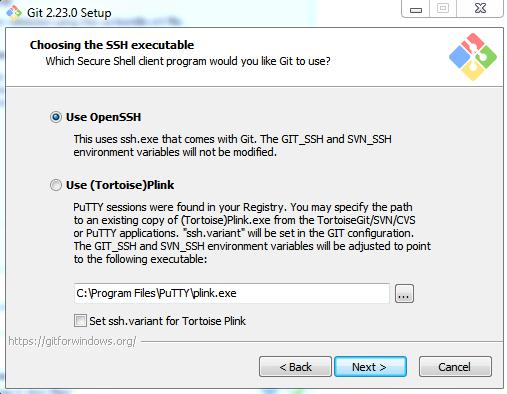 Git 2.23.0 Setup
Choosing the SSH executable
Which Secure Shell client program would you like Git to use?
Use OpenSSH
This uses ssh.exe that comes with Git. The GIT_SSH and SVN_SSH
environment variables will not be modified.
Use (Tortoise)Plink
PuTTY sessions were found in your Registry. You may specify the path
to an existing copy of (Tortoise)Plink.exe from the TortoiseGit/SVN/CVS
or PuTTY applications. "ssh.variant" will be set in the GIT configuration.
The GIT_SSH and SVN_SSH environment variables will be adjusted to point
to the following executable:
C:\Program Files\PuTTY\plink.exe
...
Set ssh.variant for Tortoise Plink
https://gitforwindows.org/
< Back Next > Cancel